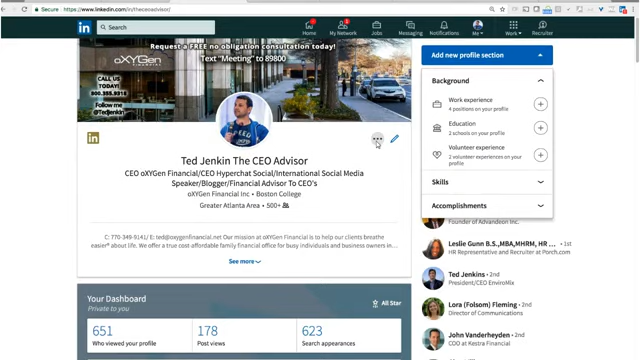 Secure https://www.linkedin.com/in/theceoadvisor/
in
Search
Home
My Network
Jobs
Messaging
Notifications
Me
Work
Recruiter
Request a FREE no obligation consultation today!
Text "Meeting" to 89800
oXYGen
FINANCIAL
CALL US
TODAY!
800.355.9318
Follow me
@Tedjenkin
in
Ted Jenkin The CEO Advisor
CEO oXYGen Financial/CEO Hyperchat Social/International Social Media
Speaker/Blogger/Financial Advisor To CEO's
oXYGen Financial Inc • Boston College
Greater Atlanta Area • 500+
C: 770-349-9141/ E: ted@oxygenfinancial.net Our mission at oXYGen Financial Is to help our clients breathe
easier® about life. We offer a true cost affordable family financial office for busy individuals and business owners in...
See more
Your Dashboard
Private to you
All Star
651
Who viewed your profile
178
Post views
623
Search appearances
Add new profile section
Background
Work experience
4 positions on your profile
Education
2 schools on your profile
Volunteer experience
2 volunteer experiences on your
profile
Skills
Accomplishments
Founder of Advandeon Inc.
Leslie Gunn B.S.,MBA,MHRM, HR ... • 1st
HR Representative and Recruiter at Porch.com
Ted Jenkins • 2nd
President/CEO EnviroMix
Lora (Folsom) Fleming • 2nd
Director of Communications
John Vanderheyden • 2nd
CFO at Kestra Financial